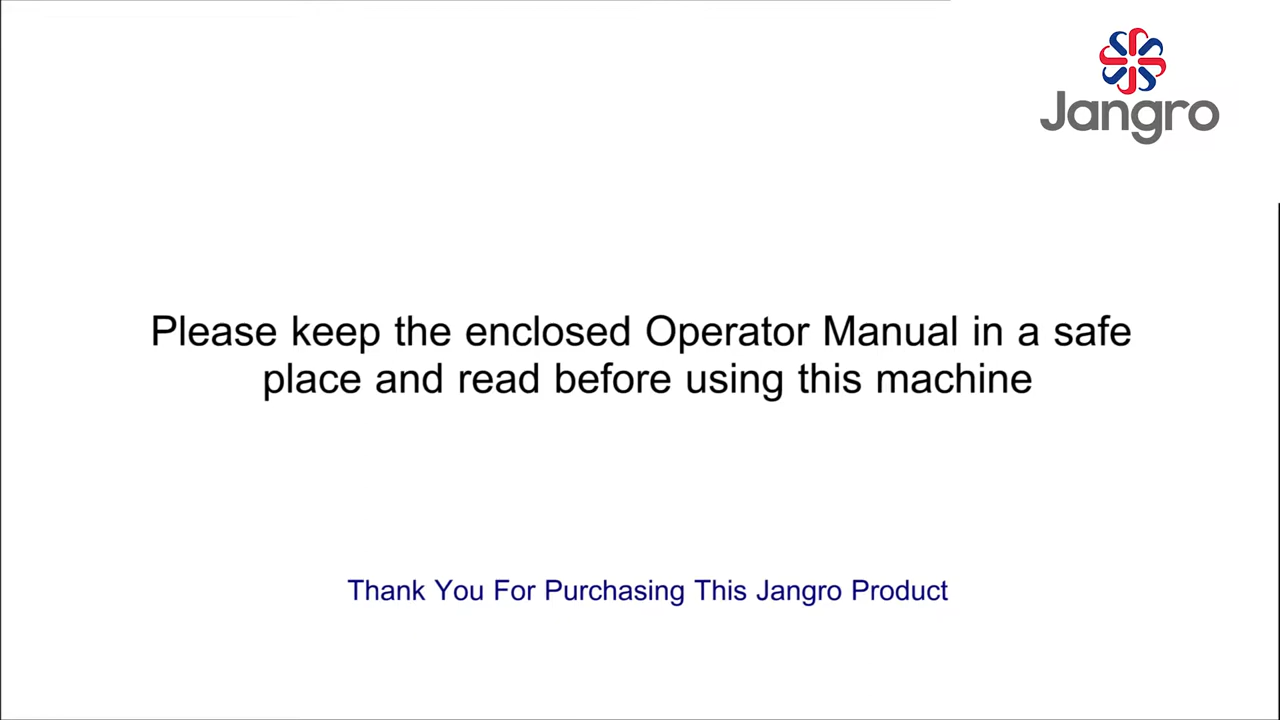 Jangro
Please keep the enclosed Operator Manual in a safe
place and read before using this machine
Thank You For Purchasing This Jangro Product